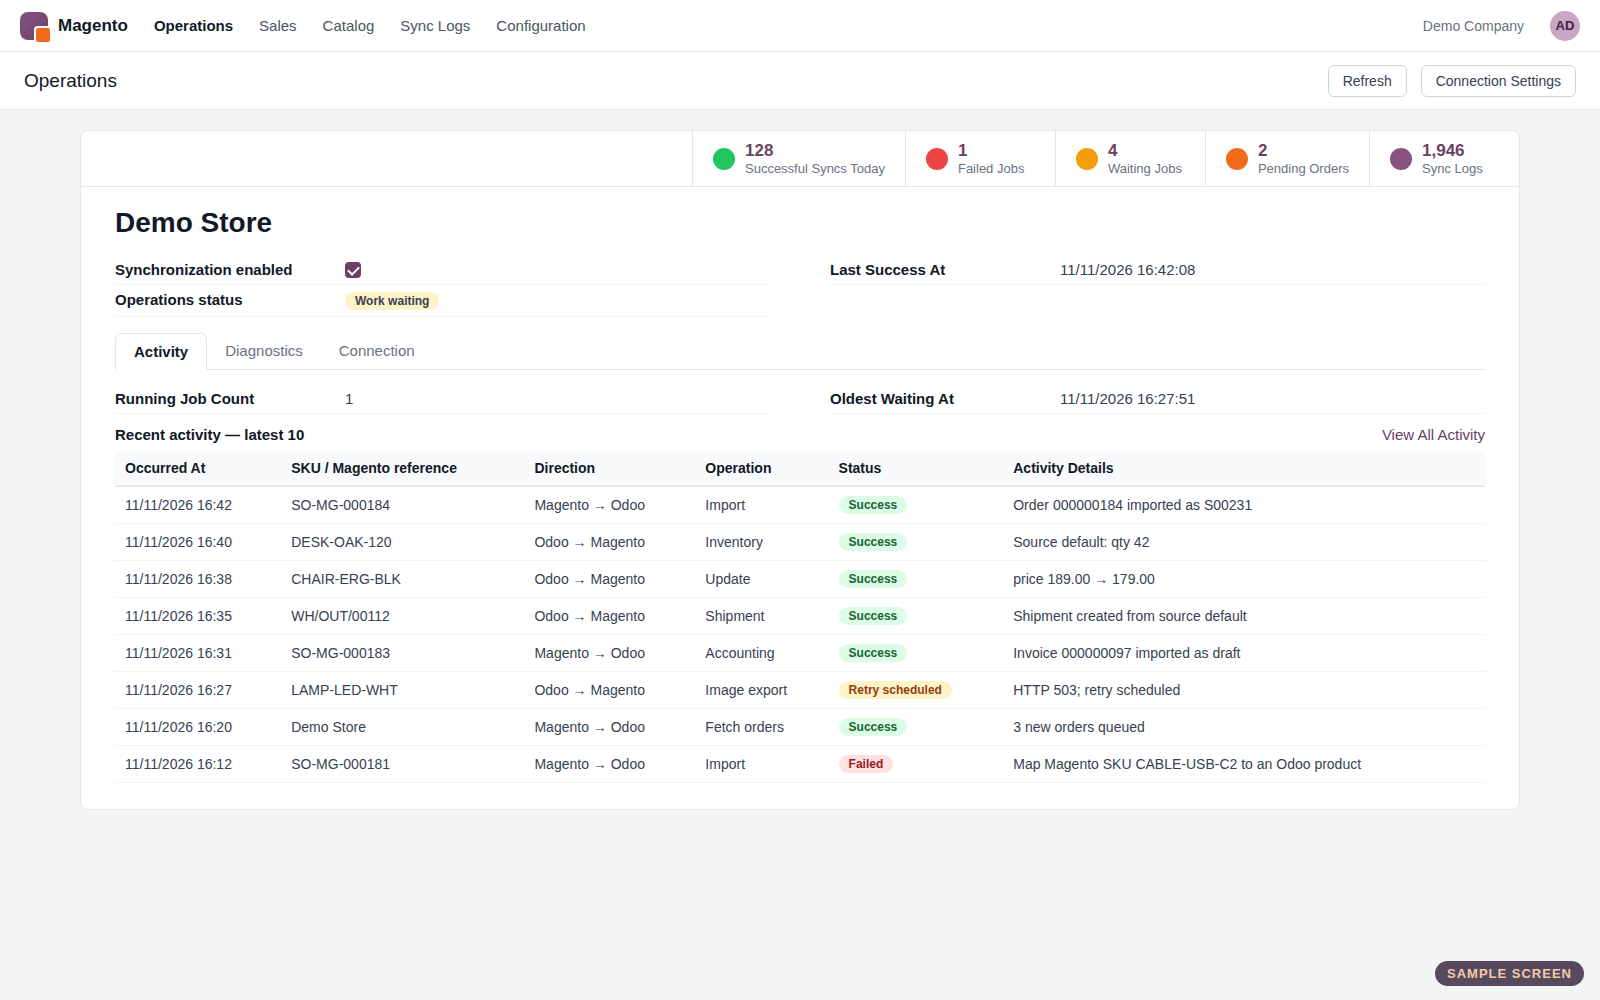 Magento Operations Sales Catalog Sync Logs Configuration Demo Company AD
Operations Refresh Connection Settings
128 1 4 2 1,946
Successful Syncs Today Failed Jobs Waiting Jobs Pending Orders Sync Logs
Demo Store
Synchronization enabled Last Success At 11/11/2026 16:42:08
Operations status Work waiting
Activity Diagnostics Connection
Running Job Count 1 Oldest Waiting At 11/11/2026 16:27:51
Recent activity — latest 10 View All Activity
Occurred At SKU / Magento reference Direction Operation Status Activity Details
11/11/2026 16:42 SO-MG-000184 Magento → Odoo Import Success Order 000000184 imported as S00231
11/11/2026 16:40 DESK-OAK-120 Odoo → Magento Inventory Success Source default: qty 42
11/11/2026 16:38 CHAIR-ERG-BLK Odoo → Magento Update Success price 189.00 → 179.00
11/11/2026 16:35 WH/OUT/00112 Odoo → Magento Shipment Success Shipment created from source default
11/11/2026 16:31 SO-MG-000183 Magento → Odoo Accounting Success Invoice 000000097 imported as draft
11/11/2026 16:27 LAMP-LED-WHT Odoo → Magento Image export Retry scheduled HTTP 503; retry scheduled
11/11/2026 16:20 Demo Store Magento → Odoo Fetch orders Success 3 new orders queued
11/11/2026 16:12 SO-MG-000181 Magento → Odoo Import Failed Map Magento SKU CABLE-USB-C2 to an Odoo product
SAMPLE SCREEN